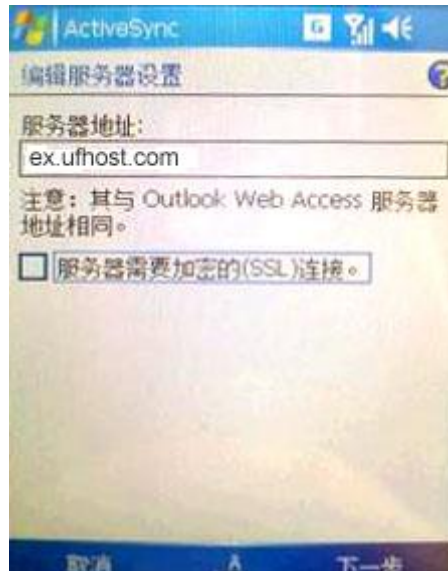 ActiveSync
G
编辑服务器设置
?
服务器地址:
ex.ufhost.com
注意：其与 Outlook Web Access 服务器
地址相同。
服务器需要加密的(SSL)连接。
取消 A 下一步